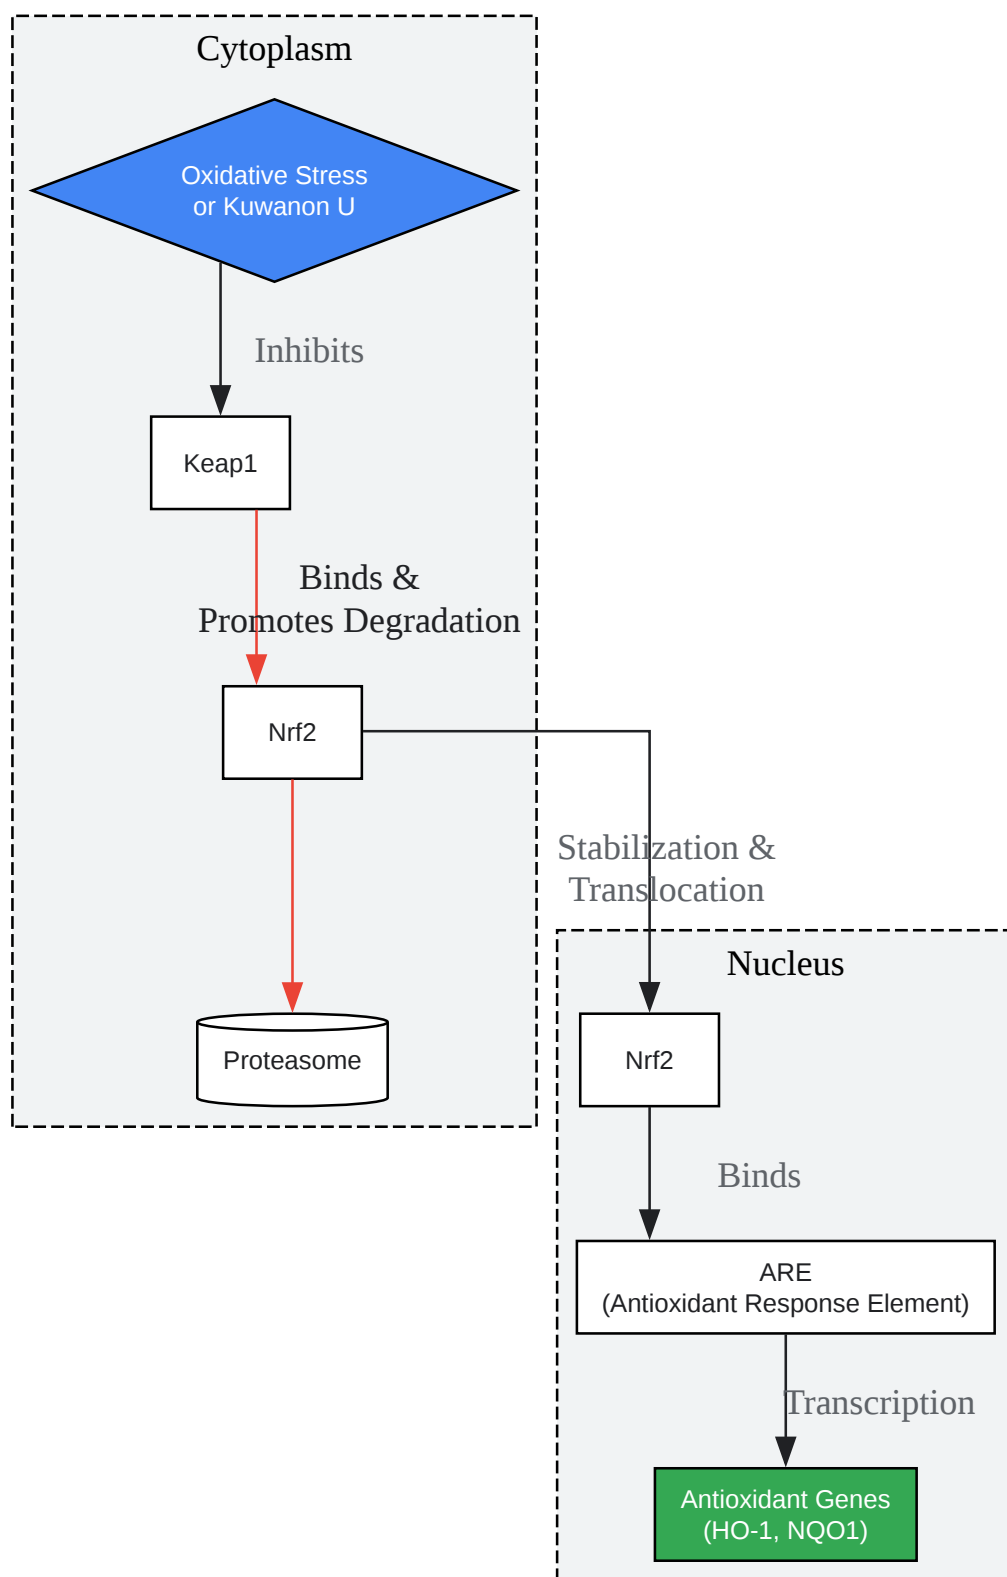 Cytoplasm
Oxidative Stress
or Kuwanon U
Inhibits
Keap1
Binds &
Promotes Degradation
Nrf2
Stabilization &
Translocation
Nucleus
Proteasome
Nrf2
Binds
ARE
(Antioxidant Response Element)
Transcription
Antioxidant Genes
(HO-1, NQO1)